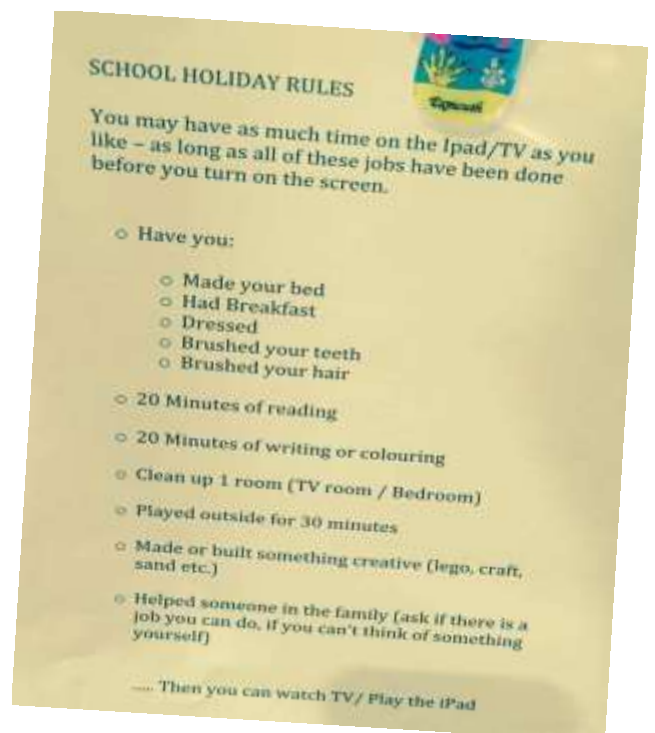 SCHOOL HOLIDAY RULES
You may have as much time on the Ipad/TV as you
like – as long as all of these jobs have been done
before you turn on the screen.
o Have you:
o Made your bed
o Had Breakfast
o Dressed
o Brushed your teeth
o Brushed your hair
o 20 Minutes of reading
o 20 Minutes of writing or colouring
o Clean up 1 room (TV room / Bedroom)
o Played outside for 30 minutes
o Made or built something creative (lego, craft,
sand etc.)
o Helped someone in the family (ask if there is a
job you can do, if you can't think of something
yourself)
..... Then you can watch TV/ Play the iPad